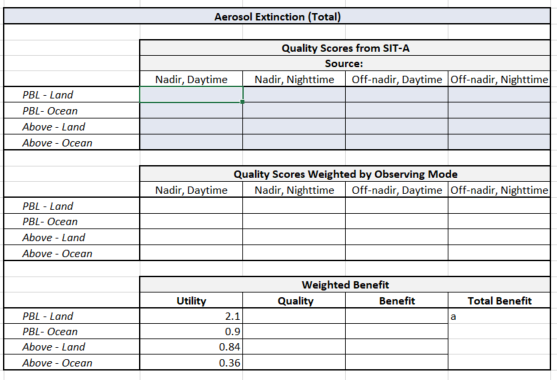 Aerosol Extinction (Total)
Quality Scores from SIT-A
Source:
Nadir, Daytime Nadir, Nighttime Off-nadir, Daytime Off-nadir, Nighttime
PBL - Land
PBL- Ocean
Above - Land
Above - Ocean
Quality Scores Weighted by Observing Mode
Nadir, Daytime Nadir, Nighttime Off-nadir, Daytime Off-nadir, Nighttime
PBL - Land
PBL- Ocean
Above - Land
Above - Ocean
Weighted Benefit
Utility Quality Benefit Total Benefit
PBL - Land 2.1 a
PBL- Ocean 0.9
Above - Land 0.84
Above - Ocean 0.36